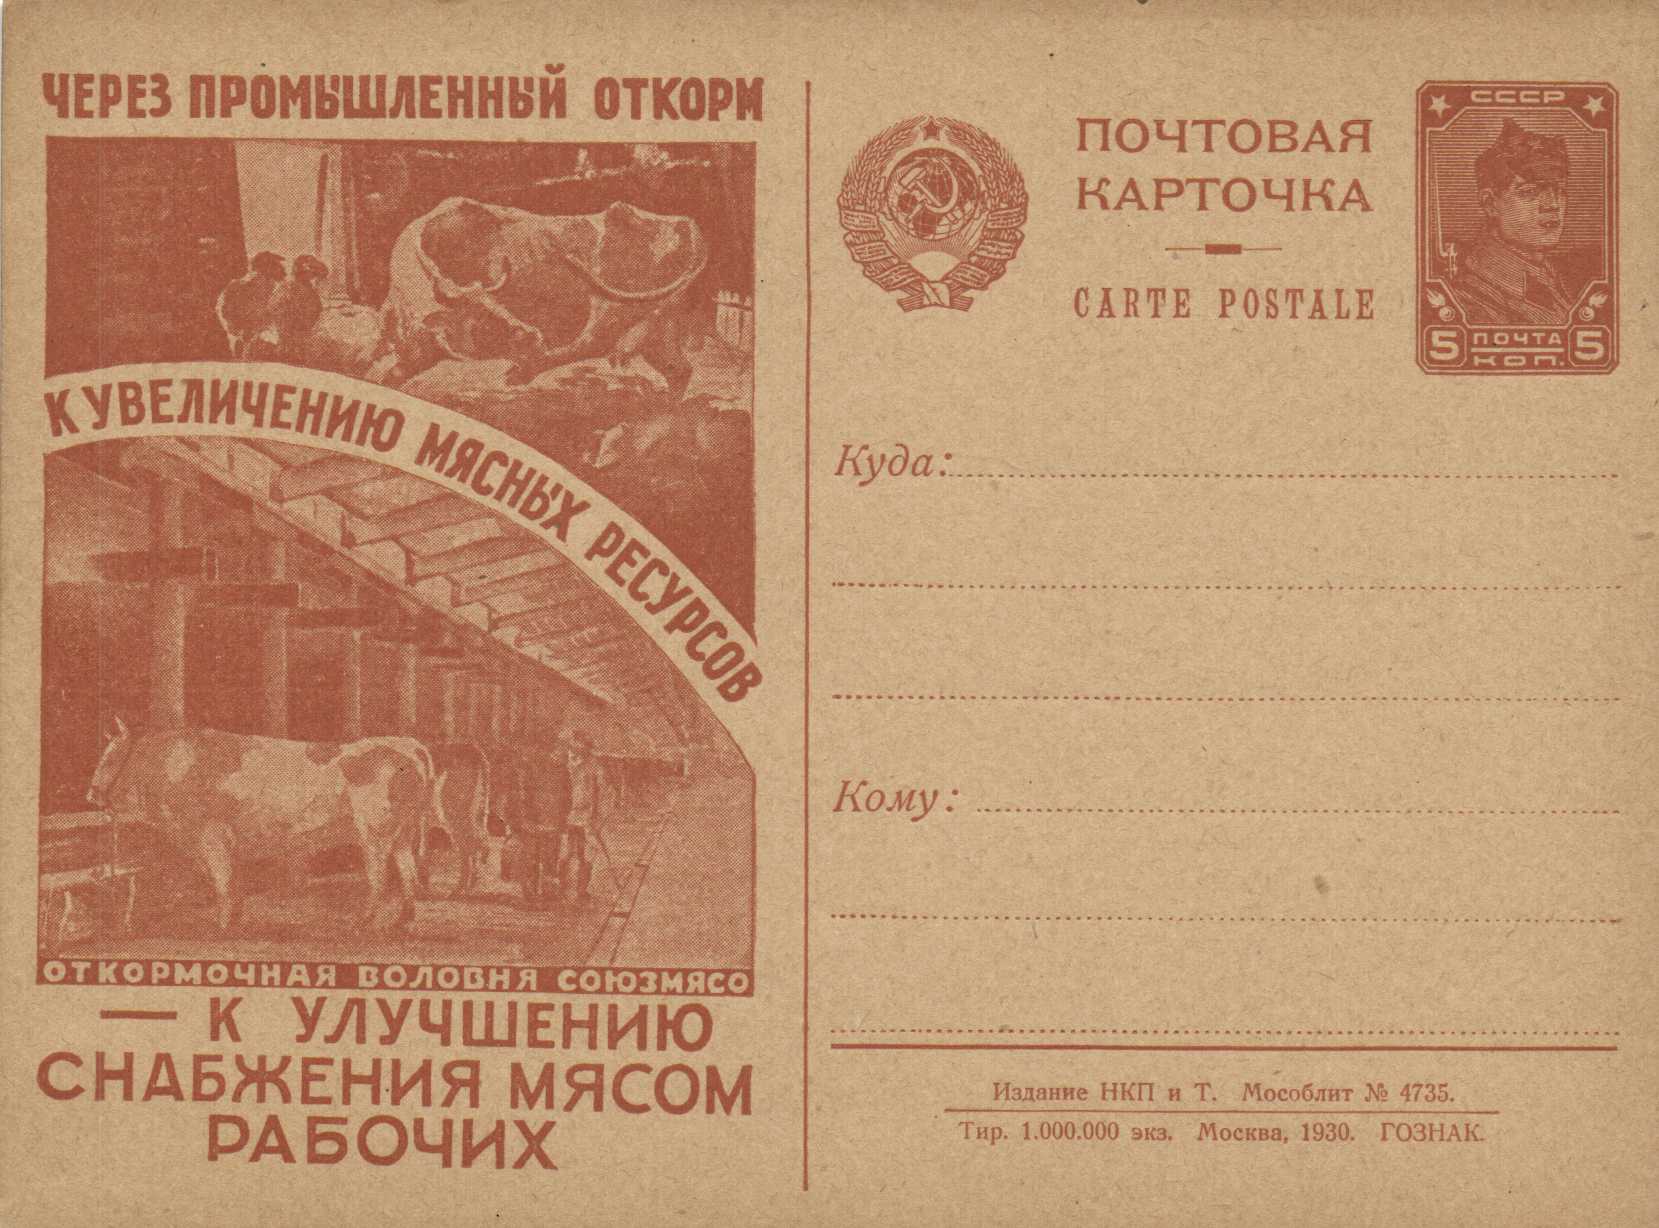 ЧЕРЕЗ ПРОМЫШЛЕННЫЙ ОТКОРМ
К УВЕЛИЧЕНИЮ МЯСНЫХ РЕСУРСОВ
ОТКОРМОЧНАЯ ВОЛОВНЯ СОЮЗМЯСО
— К УЛУЧШЕНИЮ
СНАБЖЕНИЯ МЯСОМ
РАБОЧИХ
ПОЧТОВАЯ
КАРТОЧКА
CARTE POSTALE
СССР
5 ПОЧТА 5
КОП.
Куда:
Кому:
Издание НКП и Т. Мособлит № 4735.
Тир. 1.000.000 экз. Москва, 1930. ГОЗНАК.